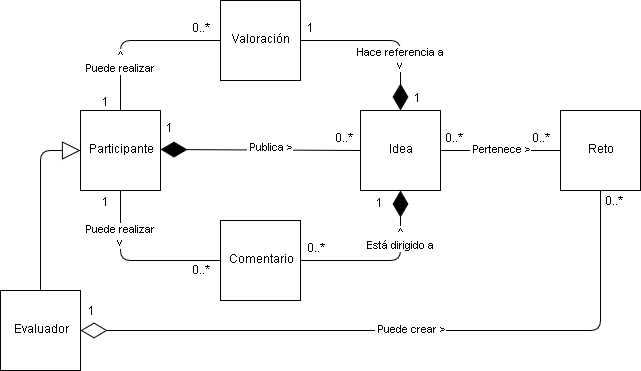 0..*
Valoración
1
Puede realizar >
Hace referencia a >
1
1
1
Participante
Publica >
0..*
Idea
0..*
Pertenece >
0..*
Reto
1
1
0..*
Puede realizar >
0..*
Comentario
0..*
Está dirigido a >
1
Evaluador
Puede crear >